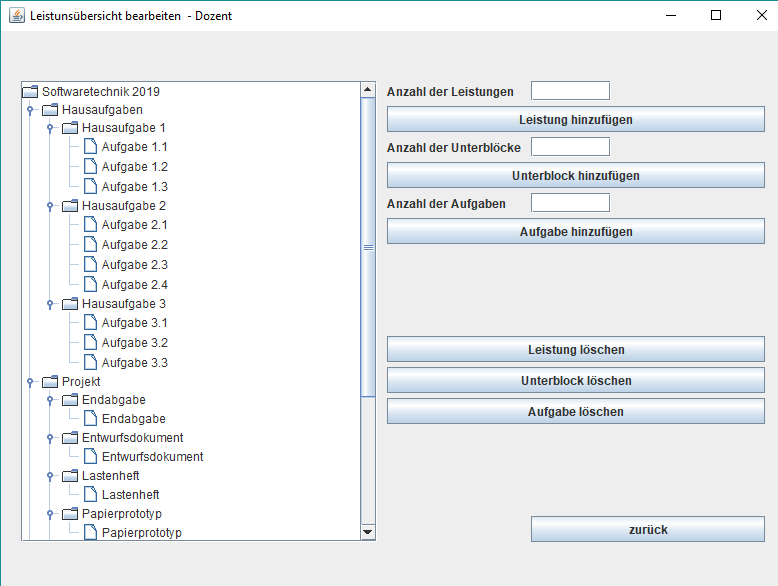 Leistunsübersicht bearbeiten - Dozent
Softwaretechnik 2019
Hausaufgaben
Hausaufgabe 1
Aufgabe 1.1
Aufgabe 1.2
Aufgabe 1.3
Hausaufgabe 2
Aufgabe 2.1
Aufgabe 2.2
Aufgabe 2.3
Aufgabe 2.4
Hausaufgabe 3
Aufgabe 3.1
Aufgabe 3.2
Aufgabe 3.3
Projekt
Endabgabe
Endabgabe
Entwurfsdokument
Entwurfsdokument
Lastenheft
Lastenheft
Papierprototyp
Papierprototyp
Anzahl der Leistungen
Leistung hinzufügen
Anzahl der Unterblöcke
Unterblock hinzufügen
Anzahl der Aufgaben
Aufgabe hinzufügen
Leistung löschen
Unterblock löschen
Aufgabe löschen
zurück